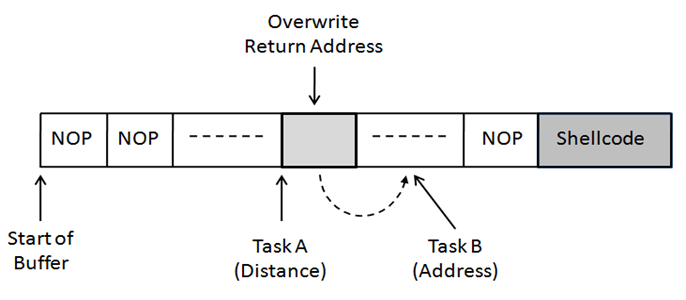 Overwrite
Return Address
NOP
NOP
NOP
Shellcode
Start of
Buffer
Task A
(Distance)
Task B
(Address)